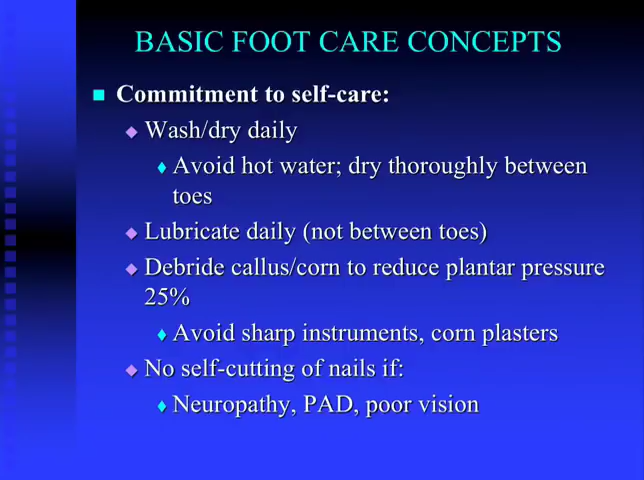 BASIC FOOT CARE CONCEPTS
Commitment to self-care:
Wash/dry daily
Avoid hot water; dry thoroughly between
toes
Lubricate daily (not between toes)
Debride callus/corn to reduce plantar pressure
25%
Avoid sharp instruments, corn plasters
No self-cutting of nails if:
Neuropathy, PAD, poor vision